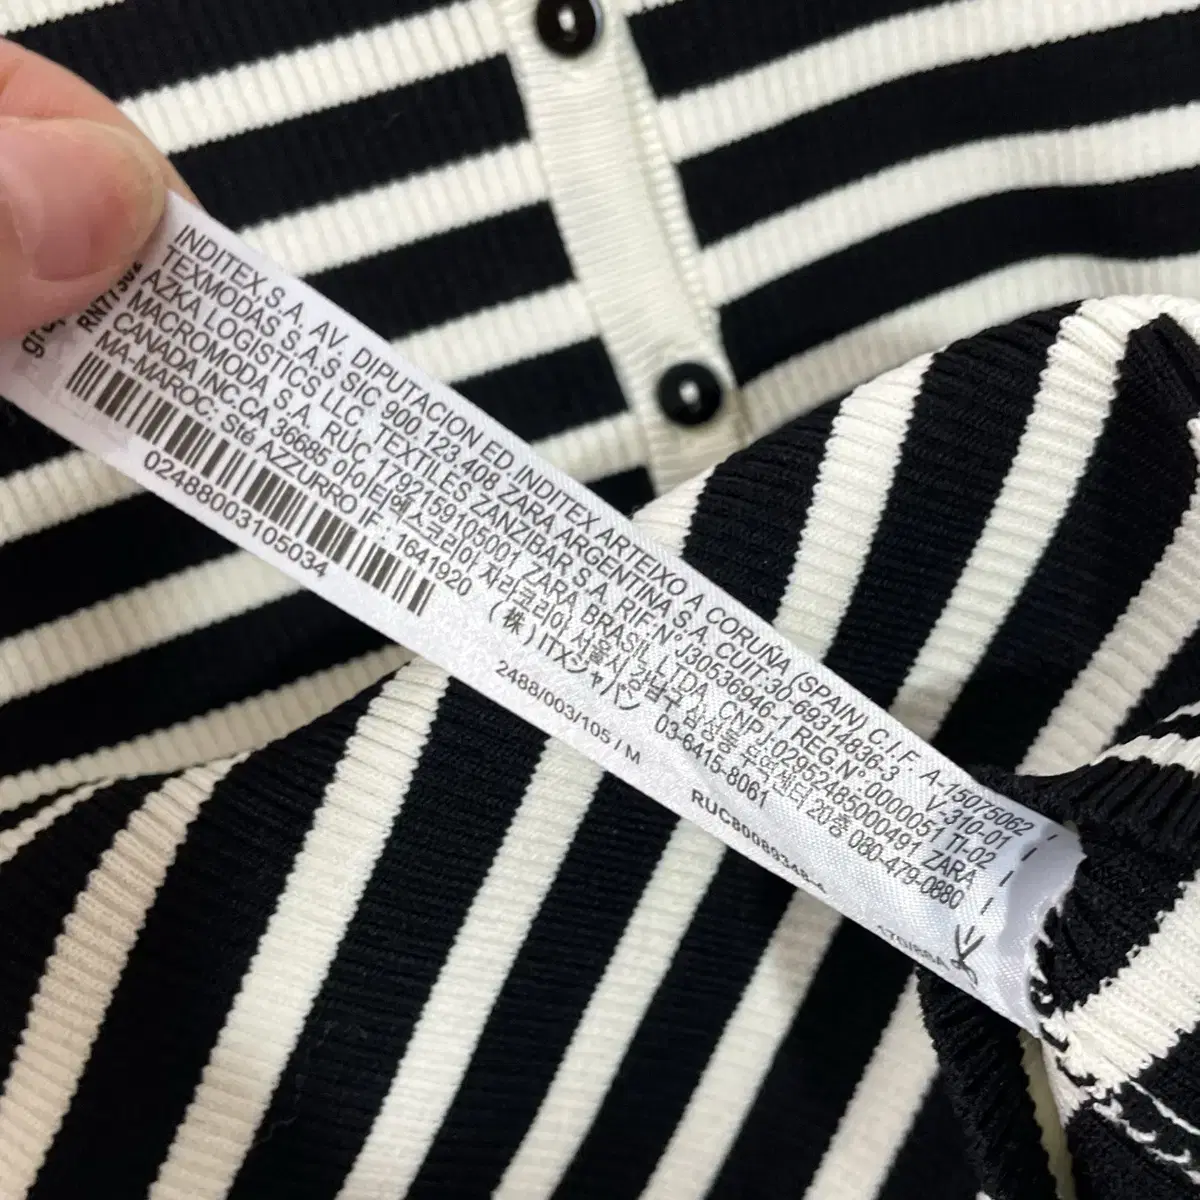 INDITEX,S.A. AV. DIPUTACION ED. INDITEX ARTEIXO A CORUÑA (SPAIN) C.I.F. A-15075062
TEXMODAS S.A.S SIC 900.123.408 ZARA ARGENTINA S.A. CUIT.30-69314836-3 V-310-01
AZKA LOGISTICS LLC, TEXTILES ZANZIBAR S.A. RIF.Nº J30536946-1 REG.Nº-0000051 TI-02
MACROMODA S.A. RUC 1792159105001 ZARA BRASIL LTDA. CNPJ.02952485000491 ZARA
CANADA INC.CA 36685 아이티엑스코리아 자라코리아 서울시 강남구 삼성동 20층 080-479-0880
MA-MAROC: Sté AZZURRO IF: 1641920 (株)ITXジャパン 03-6415-8061
02488003105034
2488/003/105 / M